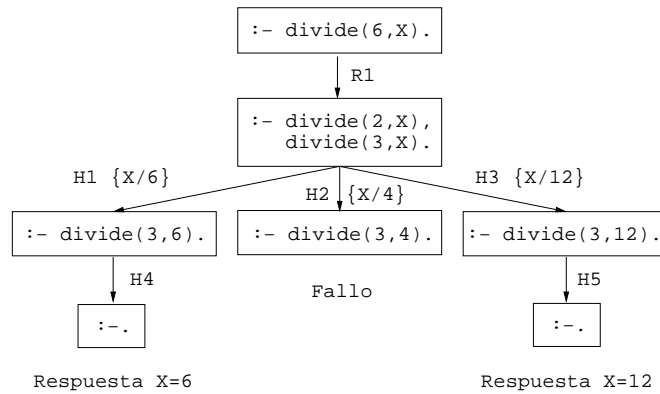 :- divide(6,X).
R1
:- divide(2,X),
divide(3,X).
H1 {X/6}
H2 {X/4}
H3 {X/12}
:- divide(3,6).
:- divide(3,4).
:- divide(3,12).
H4
Fallo
H5
:-.
:-.
Respuesta X=6
Respuesta X=12